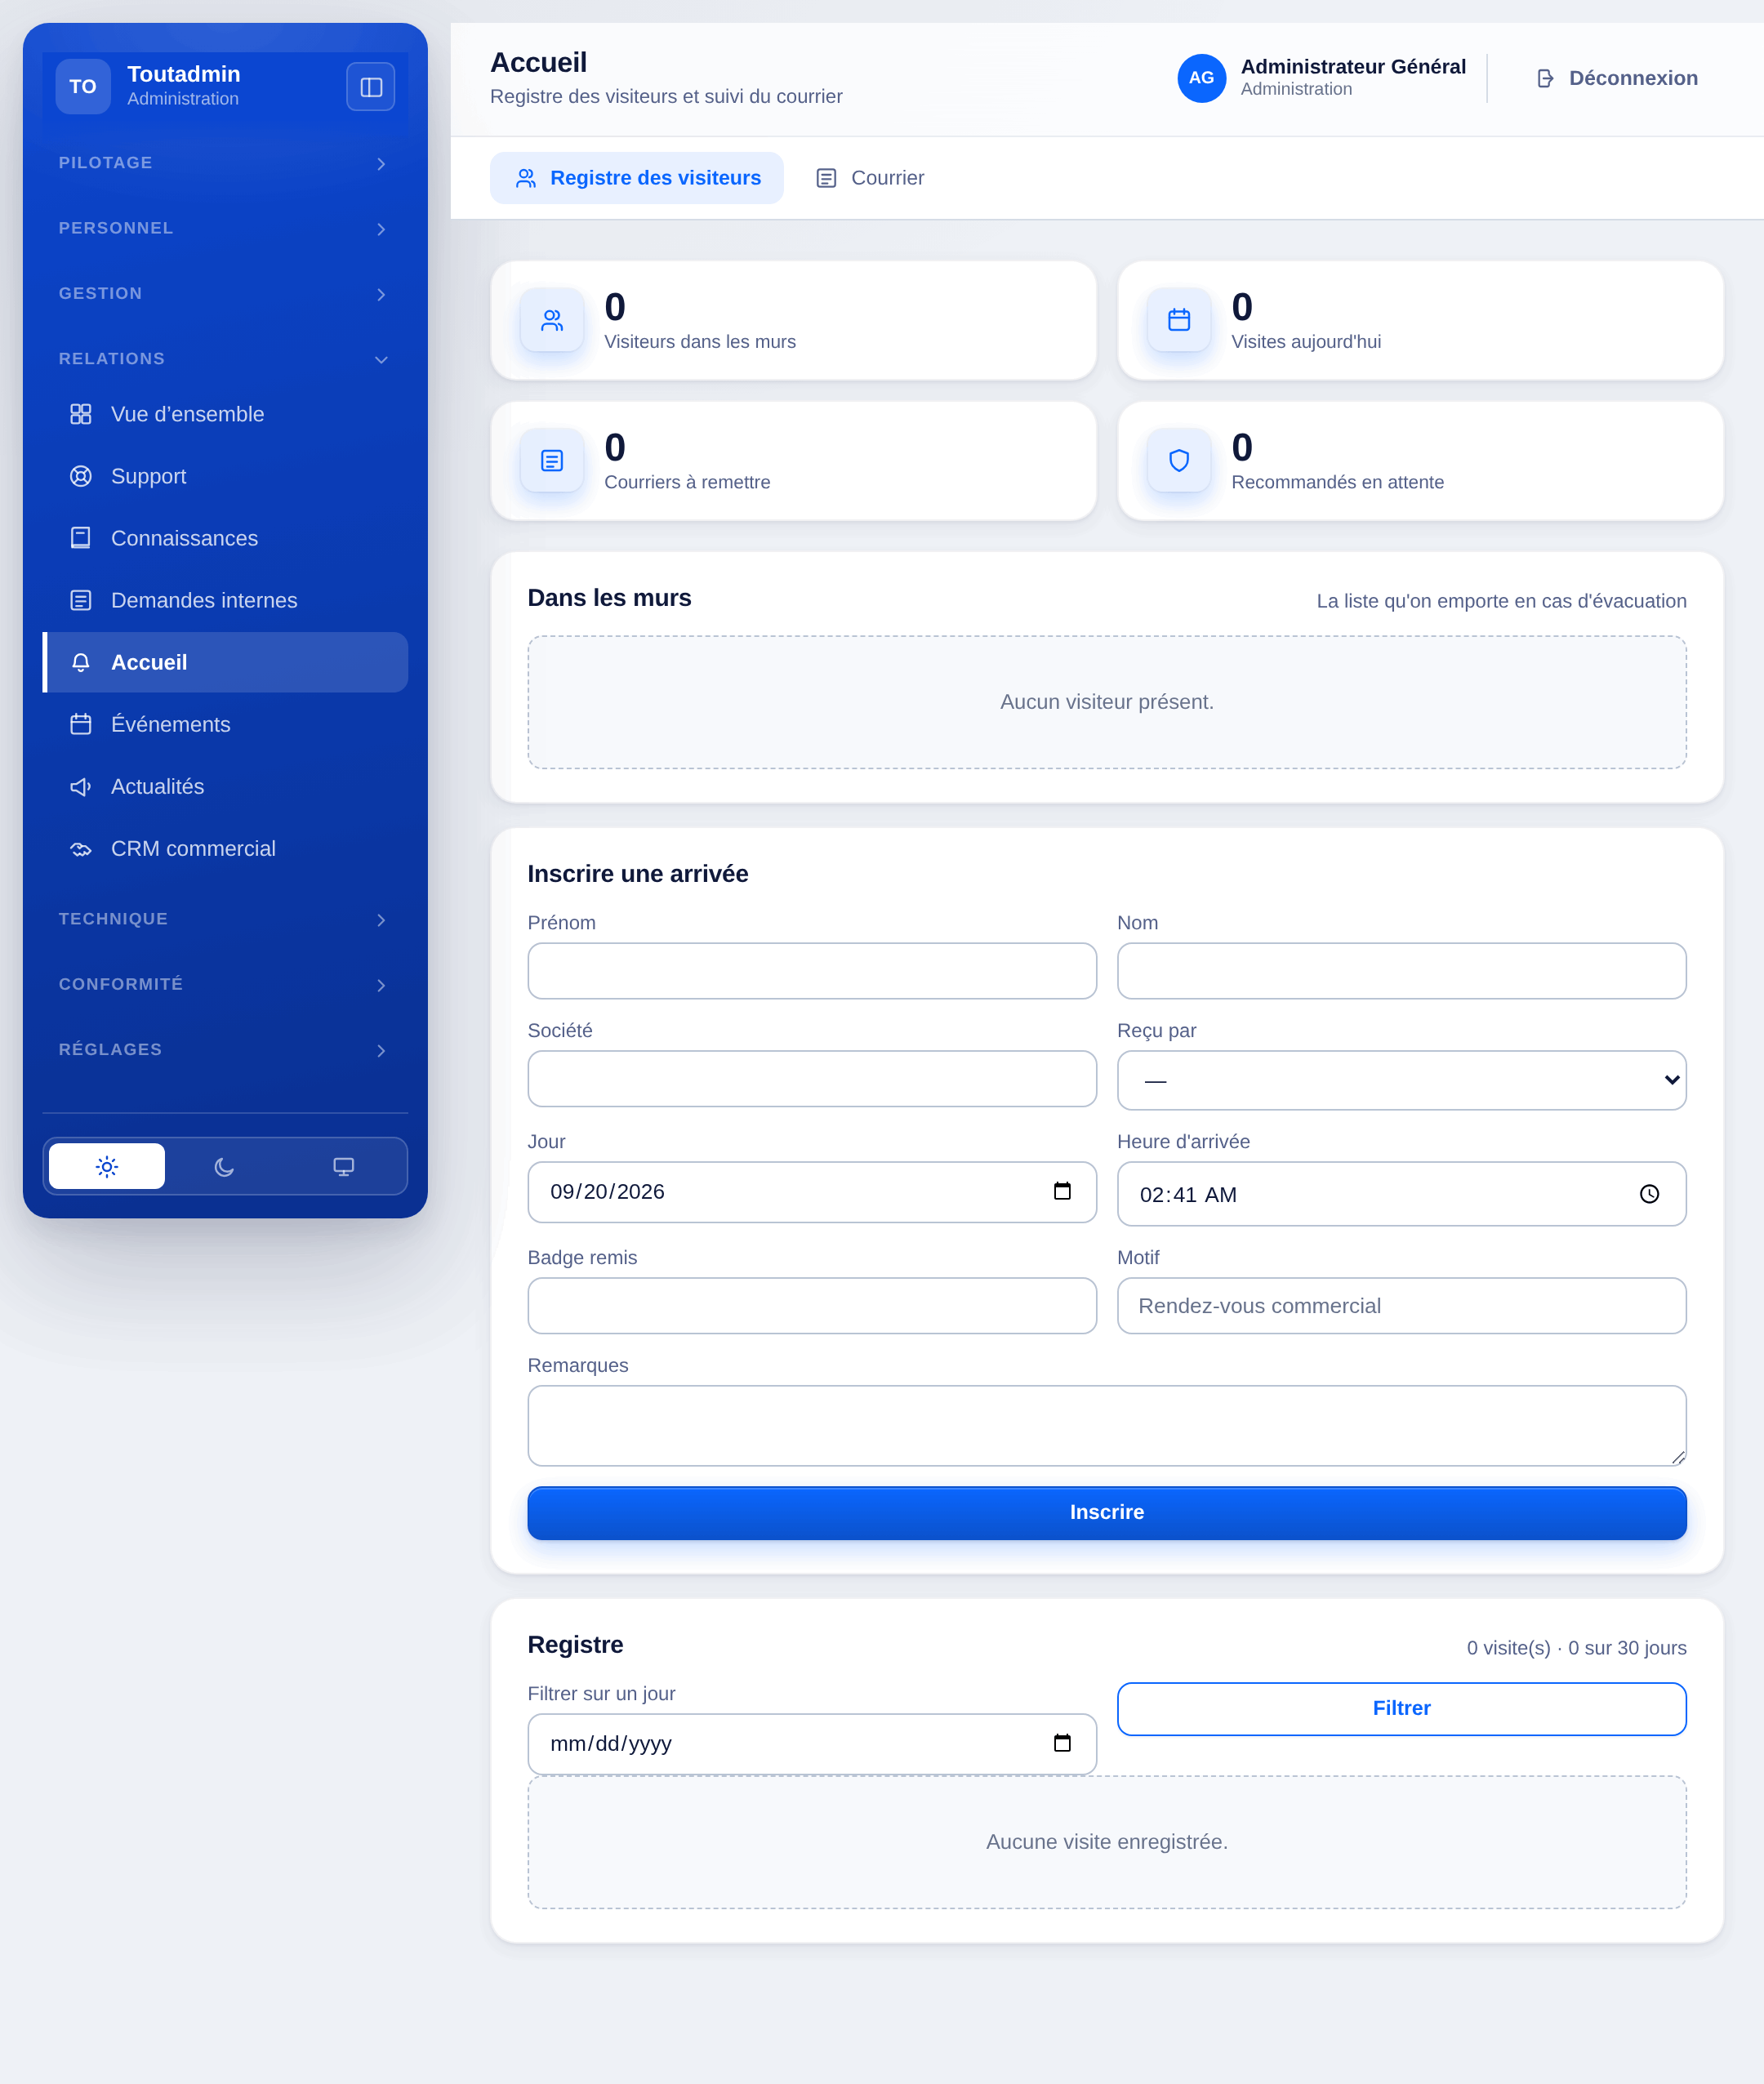 TO
Toutadmin
Administration
PILOTAGE
PERSONNEL
GESTION
RELATIONS
Vue d’ensemble
Support
Connaissances
Demandes internes
Accueil
Événements
Actualités
CRM commercial
TECHNIQUE
CONFORMITÉ
RÉGLAGES
Accueil
Registre des visiteurs et suivi du courrier
AG
Administrateur Général
Administration
Déconnexion
Registre des visiteurs
Courrier
0
Visiteurs dans les murs
0
Visites aujourd'hui
0
Courriers à remettre
0
Recommandés en attente
Dans les murs
La liste qu'on emporte en cas d'évacuation
Aucun visiteur présent.
Inscrire une arrivée
Prénom
Nom
Société
Reçu par
—
Jour
09/20/2026
Heure d'arrivée
02:41 AM
Badge remis
Motif
Rendez-vous commercial
Remarques
Inscrire
Registre
0 visite(s) · 0 sur 30 jours
Filtrer sur un jour
mm/dd/yyyy
Filtrer
Aucune visite enregistrée.